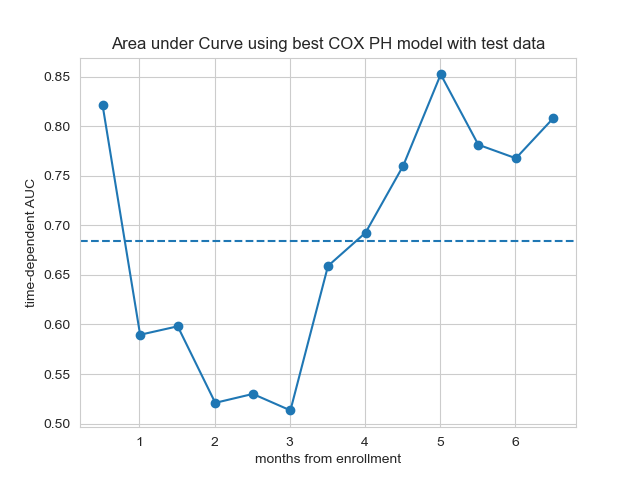 Area under Curve using best COX PH model with test data
time-dependent AUC
0.85
0.80
0.75
0.70
0.65
0.60
0.55
0.50
1 2 3 4 5 6
months from enrollment